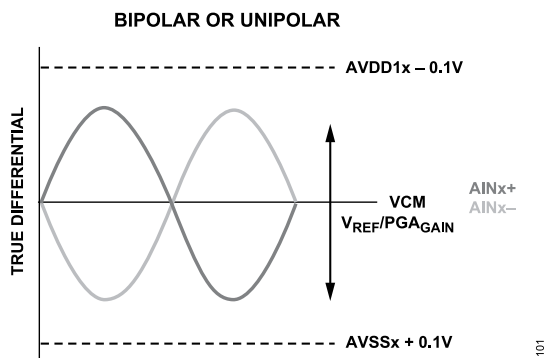 BIPOLAR OR UNIPOLAR
AVDD1x – 0.1V
TRUE DIFFERENTIAL
VCM
VREF/PGAGAIN
AINx+
AINx–
AVSSx + 0.1V
101